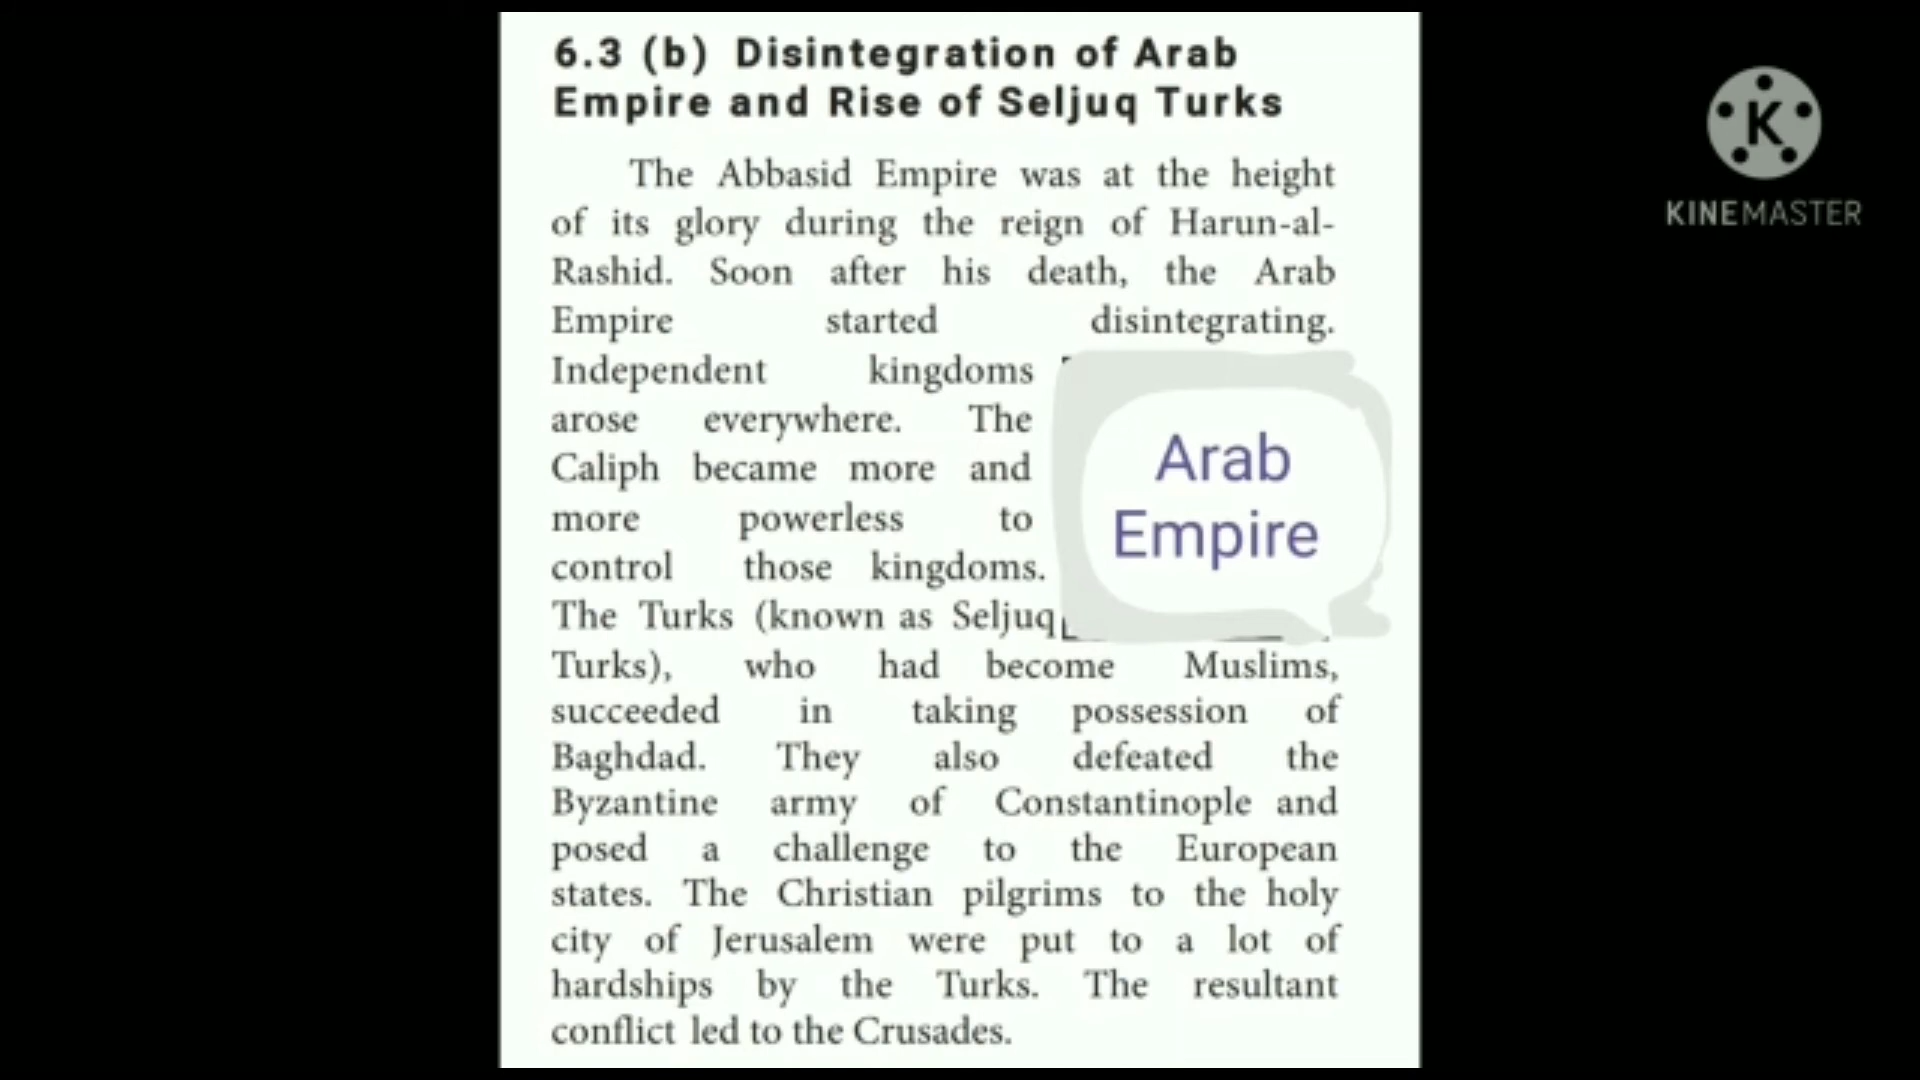 6.3 (b) Disintegration of Arab
Empire and Rise of Seljuq Turks
The Abbasid Empire was at the height
of its glory during the reign of Harun-al-
Rashid. Soon after his death, the Arab
Empire started disintegrating.
Independent kingdoms
arose everywhere. The
Caliph became more and
more powerless to
control those kingdoms.
The Turks (known as Seljuq
Turks), who had become Muslims,
succeeded in taking possession of
Baghdad. They also defeated the
Byzantine army of Constantinople and
posed a challenge to the European
states. The Christian pilgrims to the holy
city of Jerusalem were put to a lot of
hardships by the Turks. The resultant
conflict led to the Crusades.
Arab
Empire
K
KINEMASTER